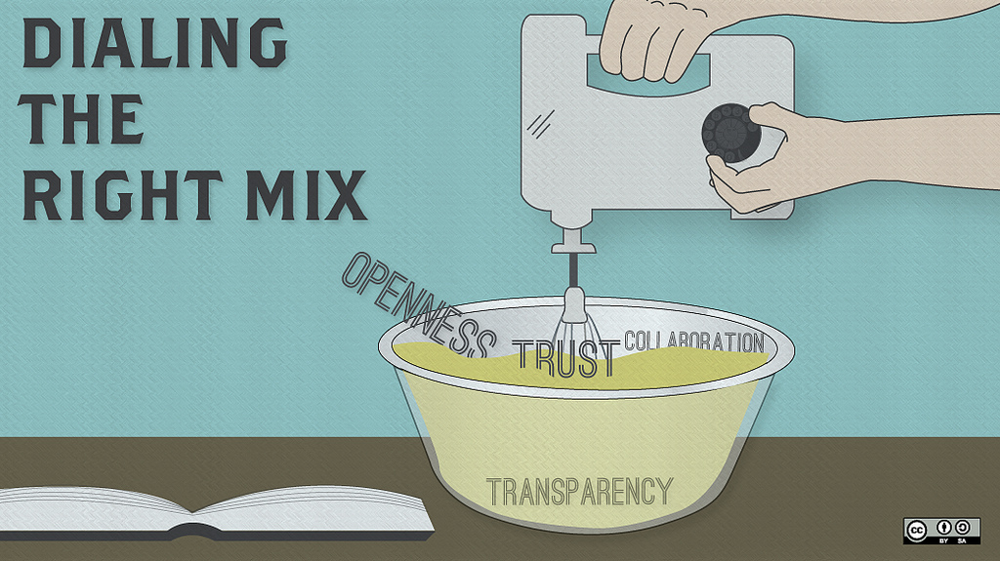 DIALING
THE
RIGHT MIX
OPENNESS
TRUST
COLLABORATION
TRANSPARENCY
cc
BY SA